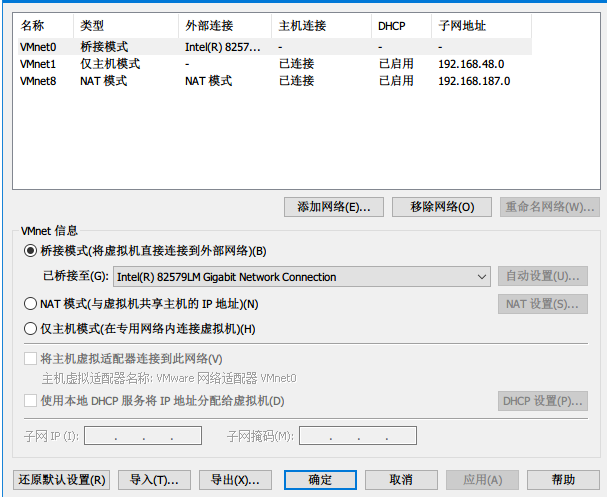 名称 类型 外部连接 主机连接 DHCP 子网地址
VMnet0 桥接模式 Intel(R) 8257... - - -
VMnet1 仅主机模式 - 已连接 已启用 192.168.48.0
VMnet8 NAT 模式 NAT 模式 已连接 已启用 192.168.187.0
添加网络(E)... 移除网络(O) 重命名网络(W)...
VMnet 信息
桥接模式(将虚拟机直接连接到外部网络)(B)
已桥接至(G): Intel(R) 82579LM Gigabit Network Connection 自动设置(U)...
NAT 模式(与虚拟机共享主机的 IP 地址)(N) NAT 设置(S)...
仅主机模式(在专用网络内连接虚拟机)(H)
将主机虚拟适配器连接到此网络(V)
主机虚拟适配器名称: VMware 网络适配器 VMnet0
使用本地 DHCP 服务将 IP 地址分配给虚拟机(D) DHCP 设置(P)...
子网 IP (I): . . . 子网掩码(M): . . .
还原默认设置(R) 导入(T)... 导出(X)... 确定 取消 应用(A) 帮助